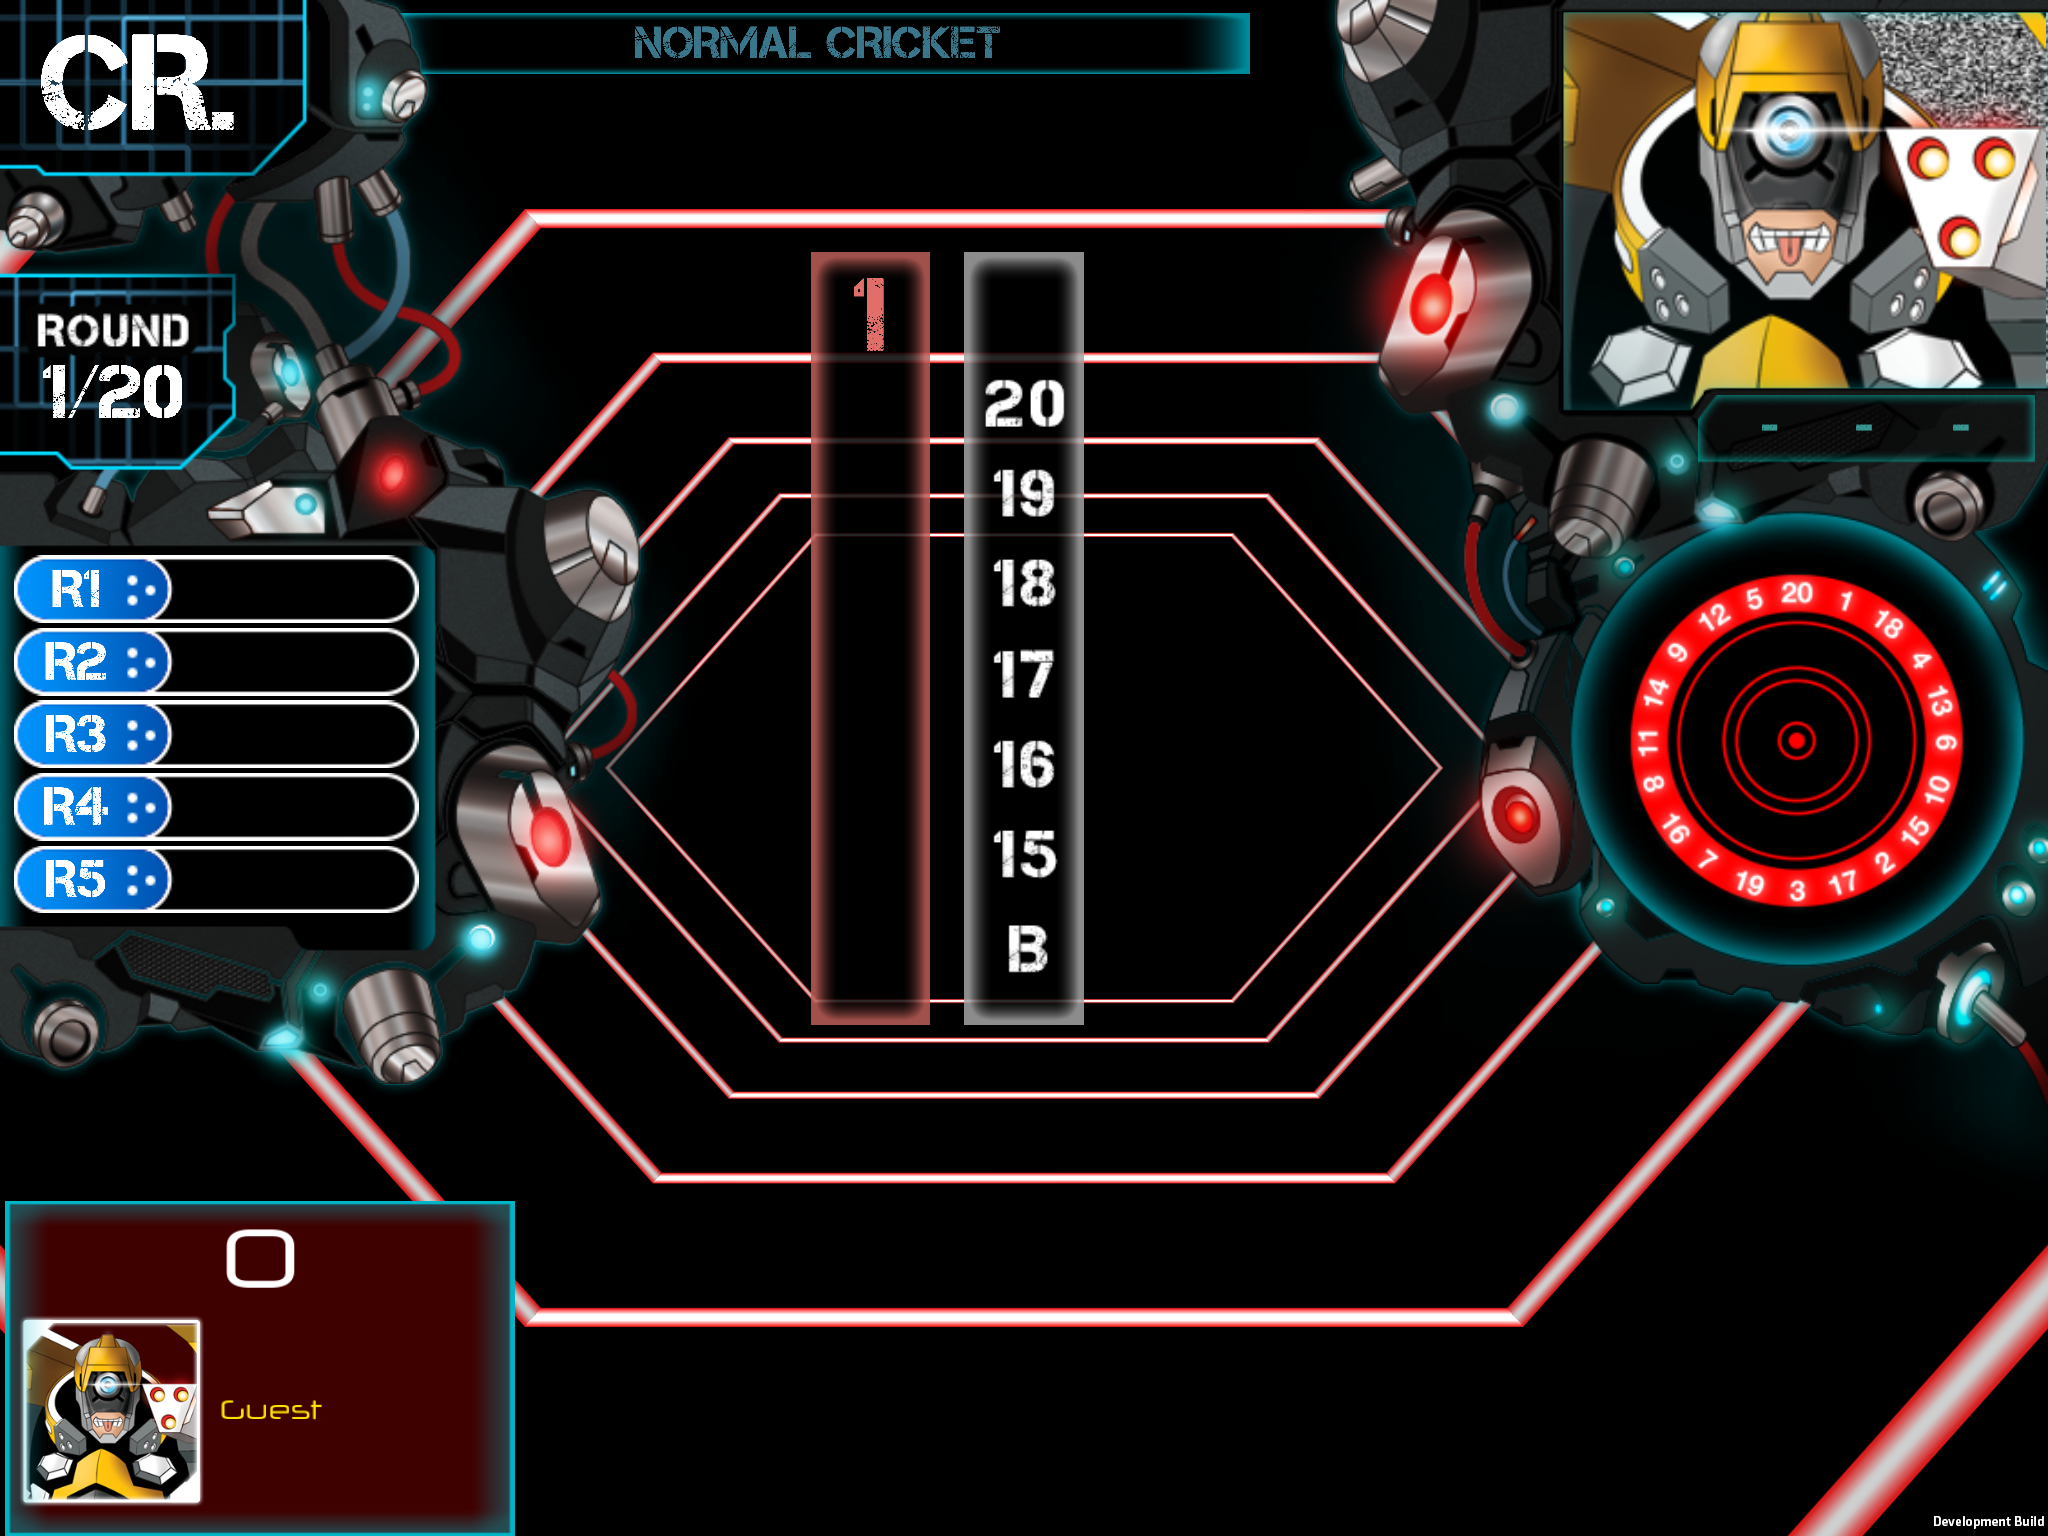 CR.
NORMAL CRICKET
ROUND
1/20
- - -
1
20
19
18
17
16
15
B
R1
R2
R3
R4
R5
20 1 18 4 13 6 10 15 2 17 3 19 7 16 8 11 14 9 12 5
0
Guest
Development Build